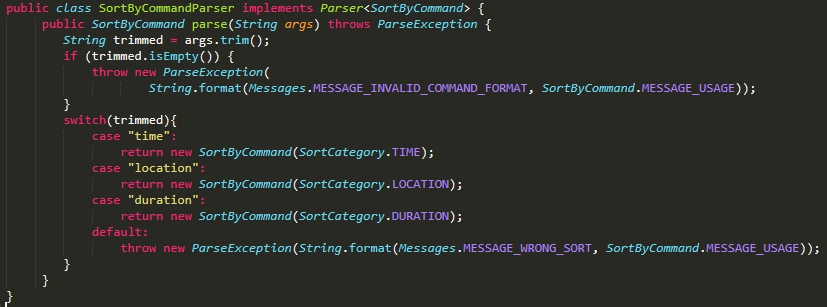 public class SortByCommandParser implements Parser<SortByCommand> {
    public SortByCommand parse(String args) throws ParseException {
        String trimmed = args.trim();
        if (trimmed.isEmpty()) {
            throw new ParseException(
                    String.format(Messages.MESSAGE_INVALID_COMMAND_FORMAT, SortByCommand.MESSAGE_USAGE));
        }
        switch(trimmed){
            case "time":
                return new SortByCommand(SortCategory.TIME);
            case "location":
                return new SortByCommand(SortCategory.LOCATION);
            case "duration":
                return new SortByCommand(SortCategory.DURATION);
            default:
                throw new ParseException(String.format(Messages.MESSAGE_WRONG_SORT, SortByCommand.MESSAGE_USAGE));
        }
    }
}